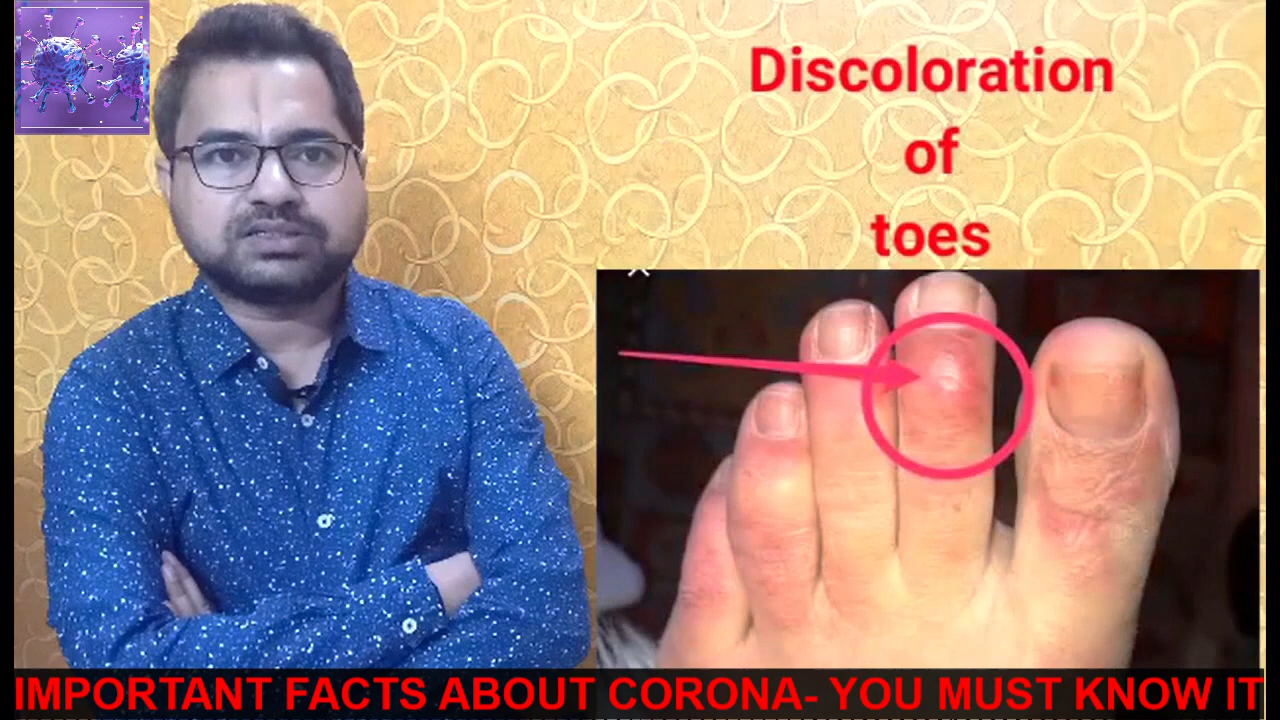 Discoloration
of
toes
IMPORTANT FACTS ABOUT CORONA- YOU MUST KNOW IT